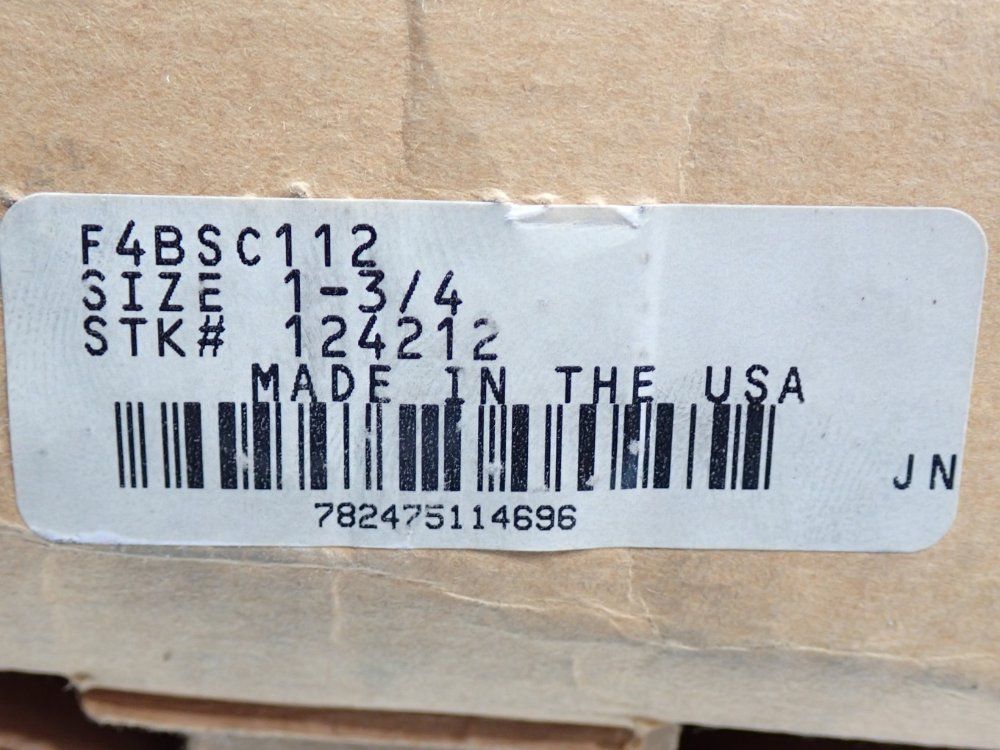 F4BSC112
SIZE 1-3/4
STK# 124212
MADE IN THE USA
JN
782475114696